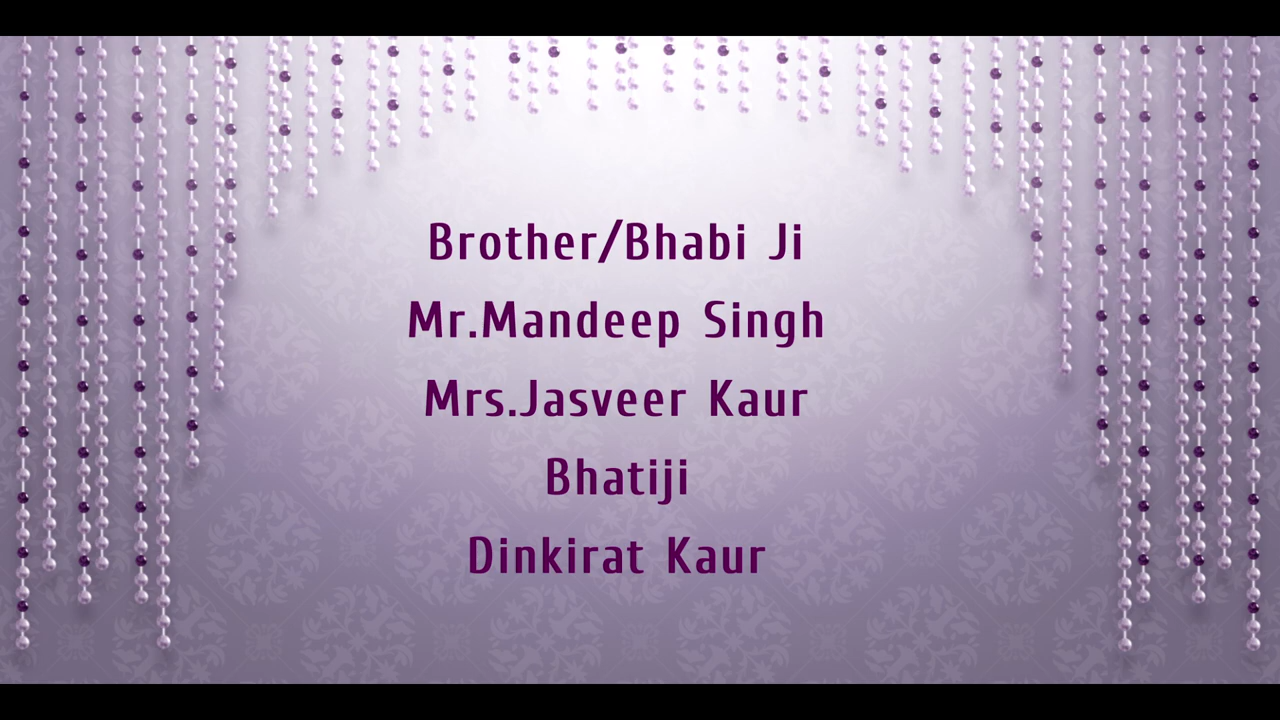 Brother/Bhabi Ji
Mr.Mandeep Singh
Mrs.Jasveer Kaur
Bhatiji
Dinkirat Kaur